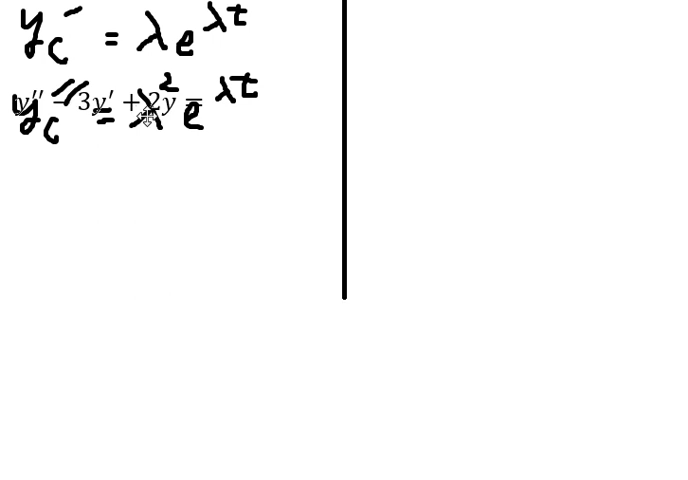 y_c' = λe^{λt}
y'' − 3y' + 2y =
y_c'' = λ²e^{λt}